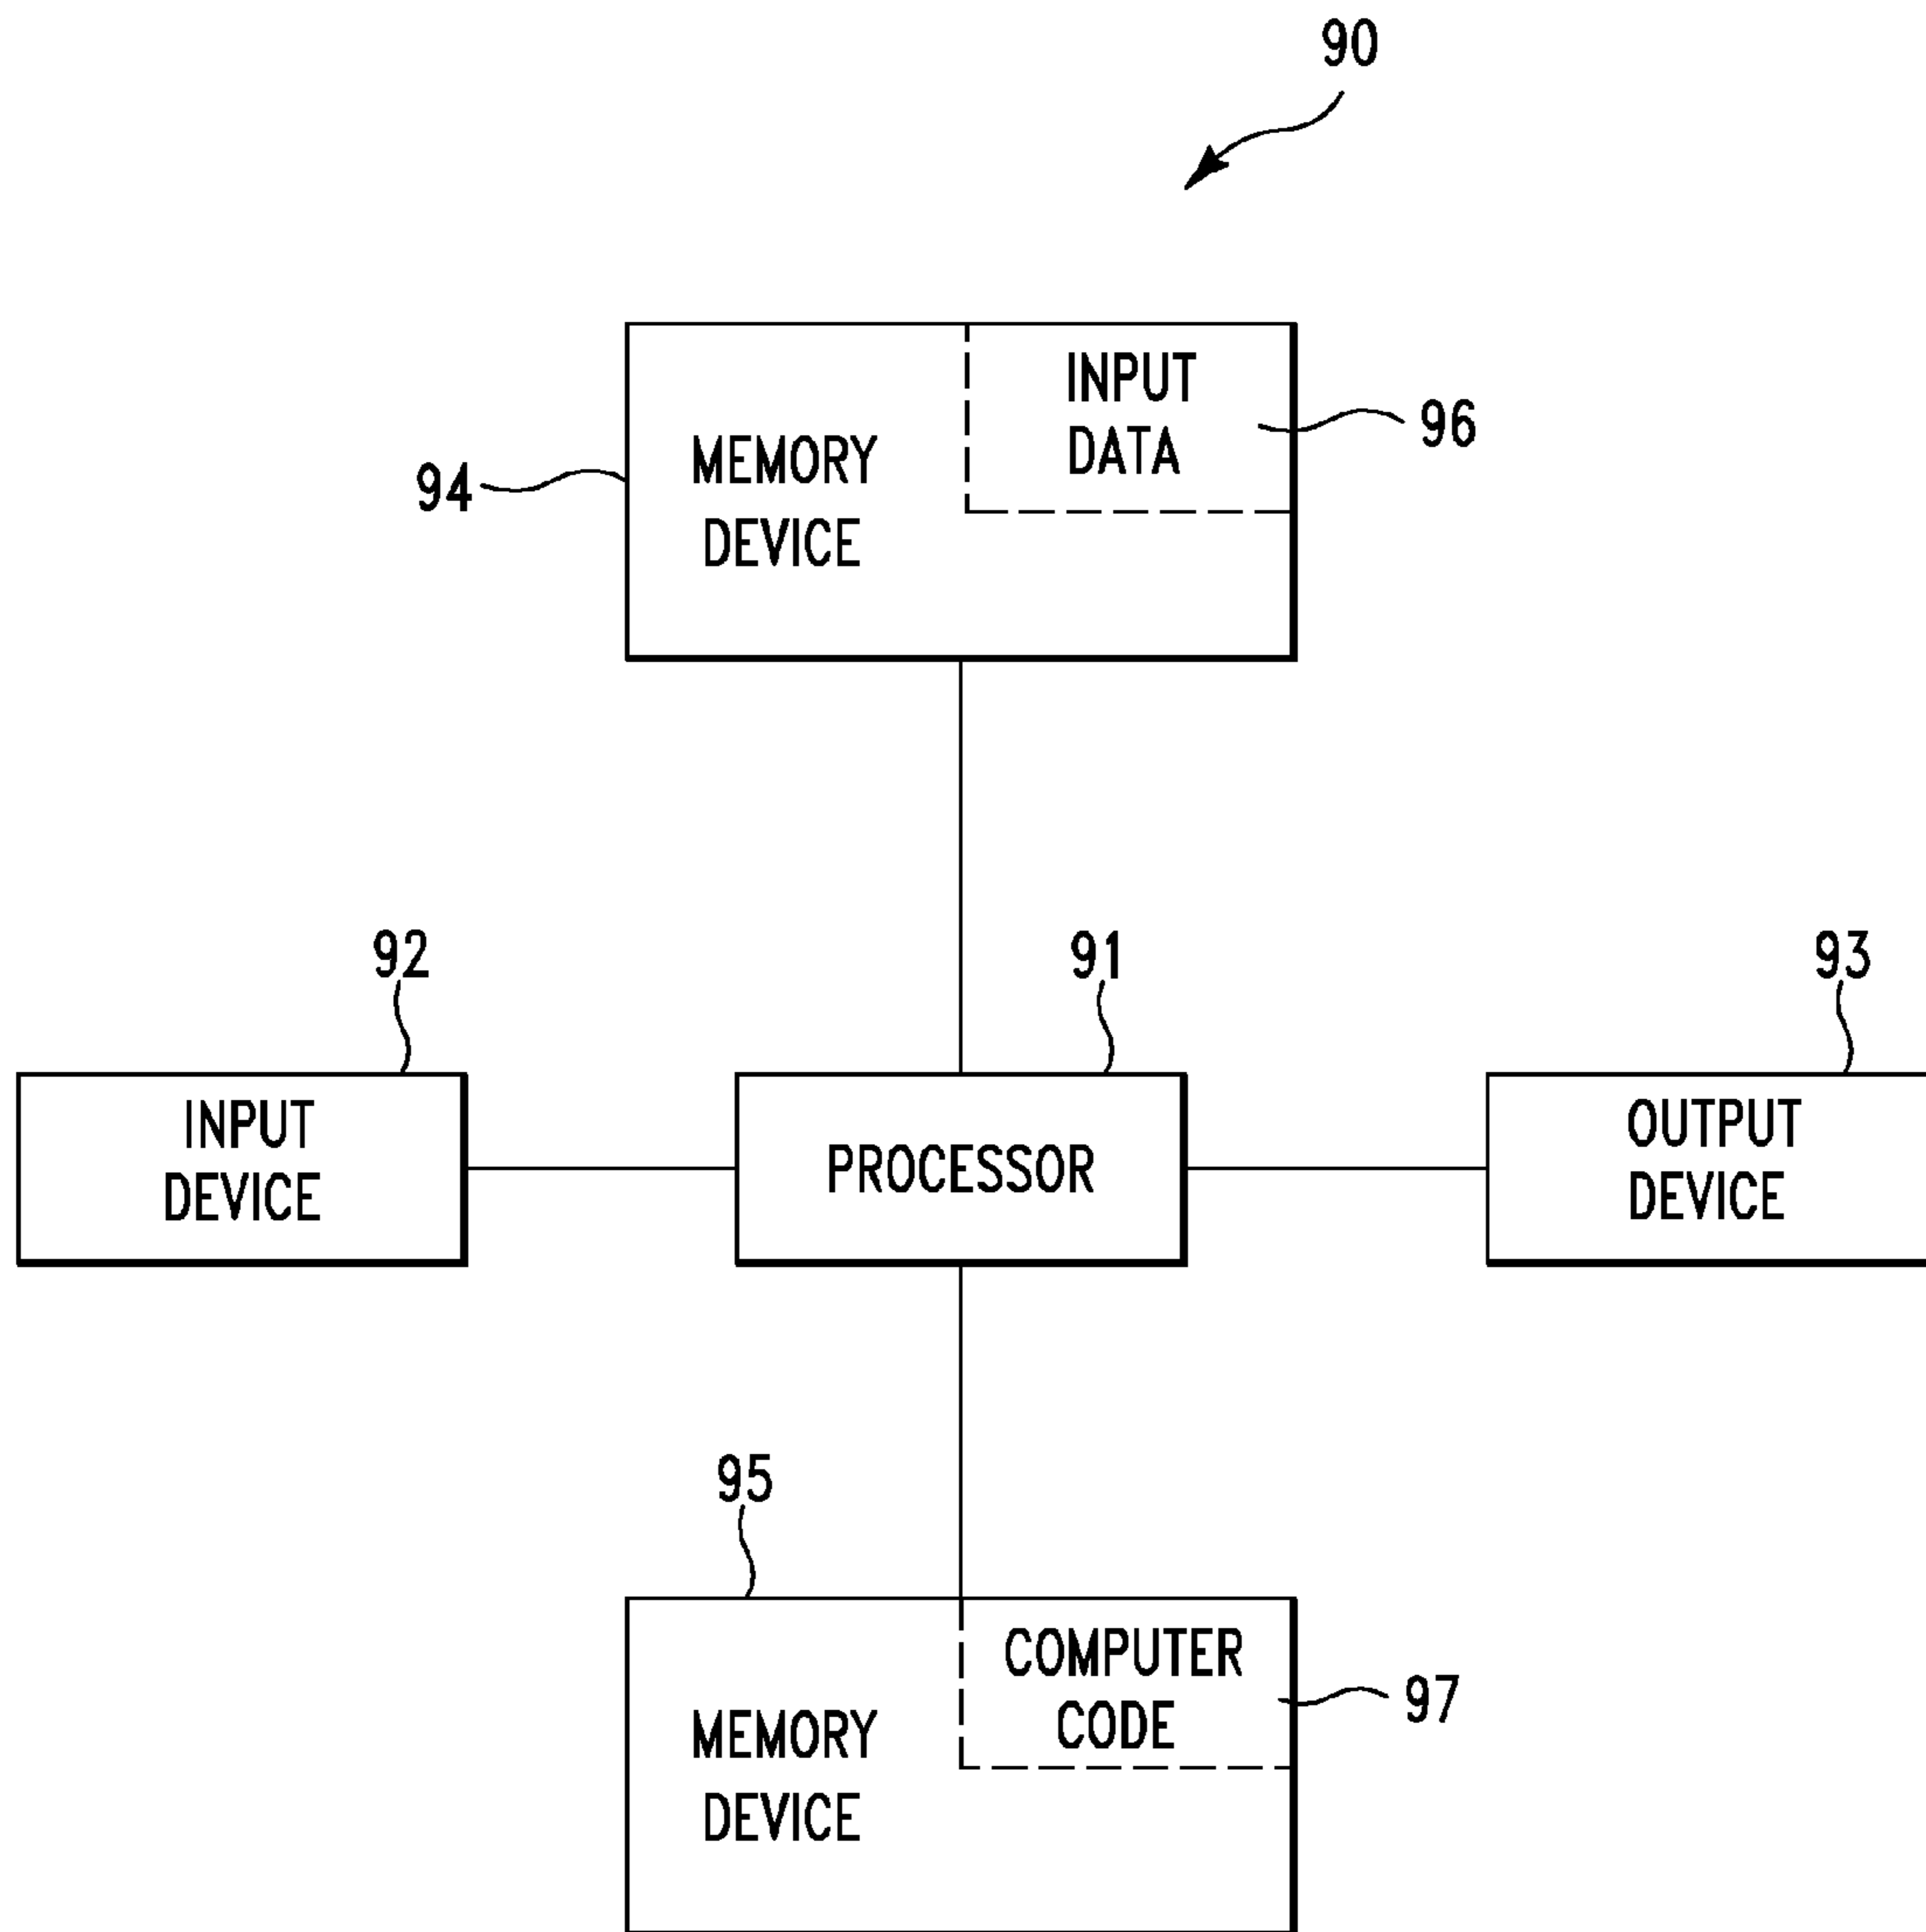 90
INPUT
DATA
96
94
MEMORY
DEVICE
92
91
93
INPUT
DEVICE
PROCESSOR
OUTPUT
DEVICE
95
COMPUTER
CODE
97
MEMORY
DEVICE